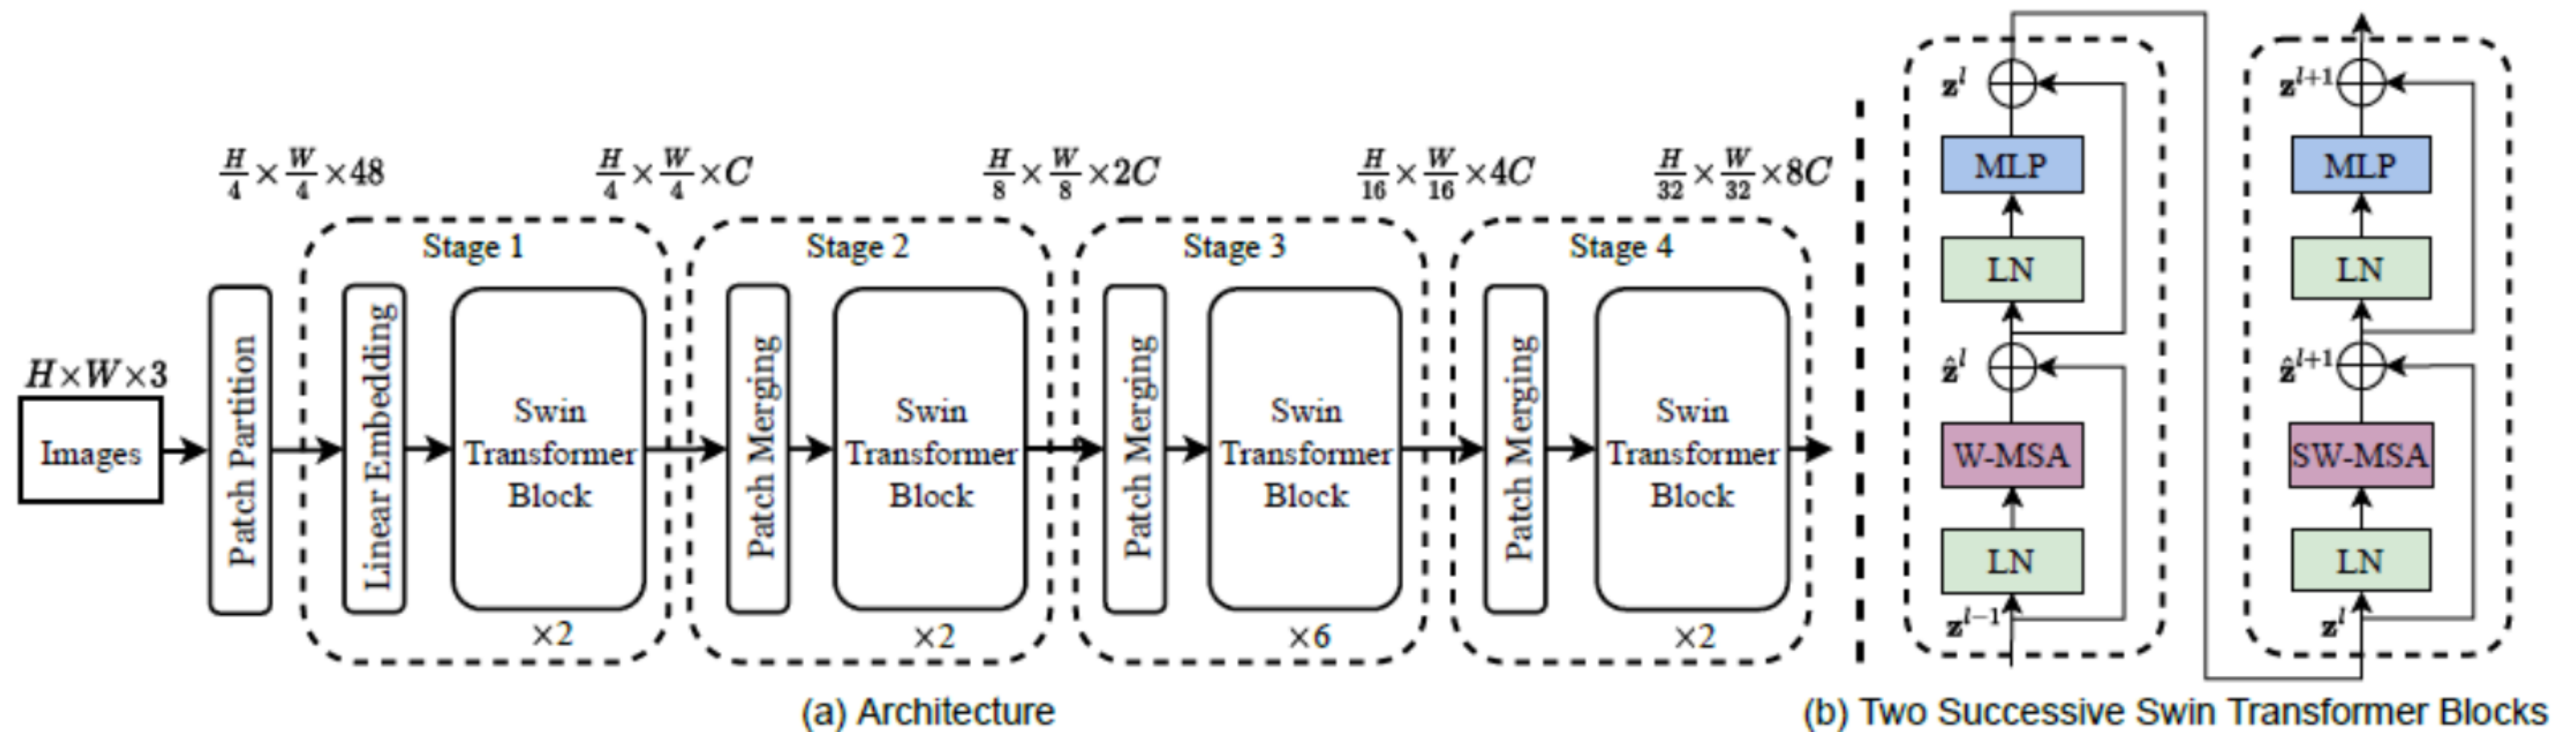 H/4 × W/4 × 48
H/4 × W/4 × C
H/8 × W/8 × 2C
H/16 × W/16 × 4C
H/32 × W/32 × 8C
H×W×3
Images
Patch Partition
Stage 1
Linear Embedding
Swin
Transformer
Block
×2
Stage 2
Patch Merging
Swin
Transformer
Block
×2
Stage 3
Patch Merging
Swin
Transformer
Block
×6
Stage 4
Patch Merging
Swin
Transformer
Block
×2
(a) Architecture
z^l
MLP
LN
ẑ^l
W-MSA
LN
z^{l-1}
z^{l+1}
MLP
LN
ẑ^{l+1}
SW-MSA
LN
z^l
(b) Two Successive Swin Transformer Blocks